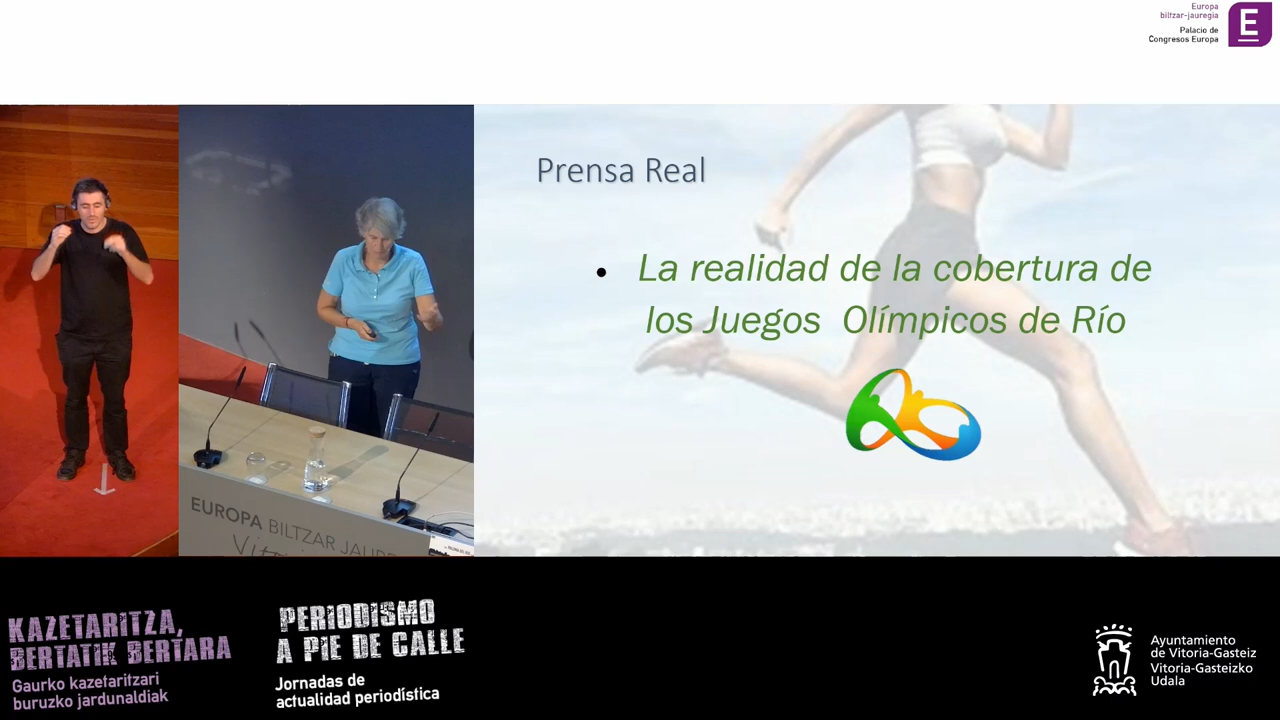 Europa
biltzar-jauregia
Palacio de
Congresos Europa
E
Prensa Real
• La realidad de la cobertura de
los Juegos Olímpicos de Río
EUROPA BILTZAR JAURE
KAZETARITZA,
BERTATIK BERTARA
Gaurko kazetaritzari
buruzko jardunaldiak
PERIODISMO
A PIE DE CALLE
Jornadas de
actualidad periodística
Ayuntamiento
de Vitoria-Gasteiz
Vitoria-Gasteizko
Udala